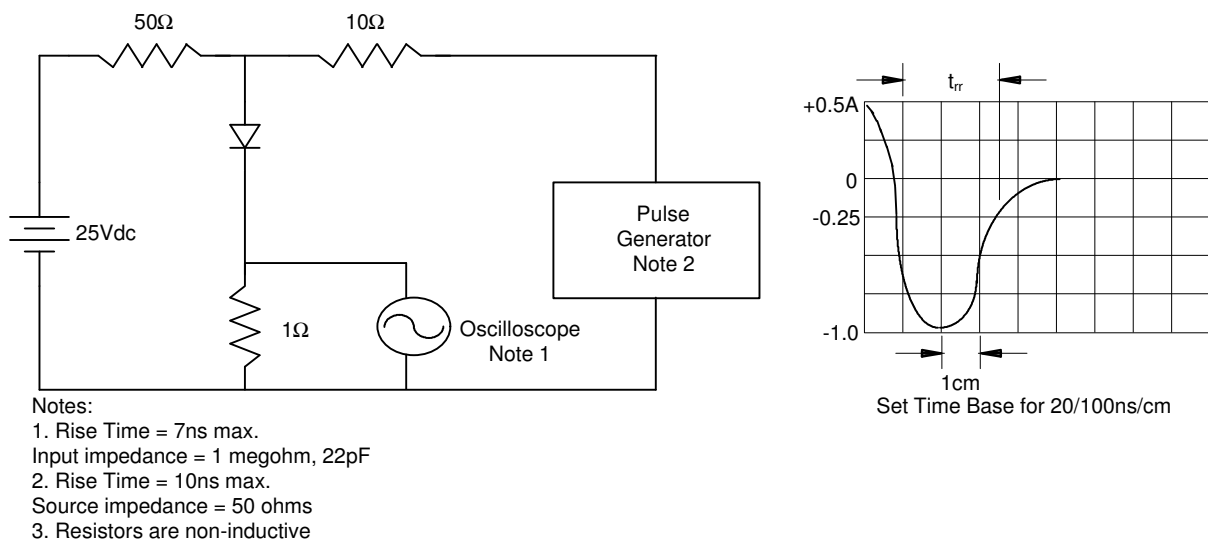 50Ω
10Ω
25Vdc
1Ω
Oscilloscope
Note 1
Pulse
Generator
Note 2
trr
+0.5A
0
-0.25
-1.0
1cm
Set Time Base for 20/100ns/cm
Notes:
1. Rise Time = 7ns max.
Input impedance = 1 megohm, 22pF
2. Rise Time = 10ns max.
Source impedance = 50 ohms
3. Resistors are non-inductive